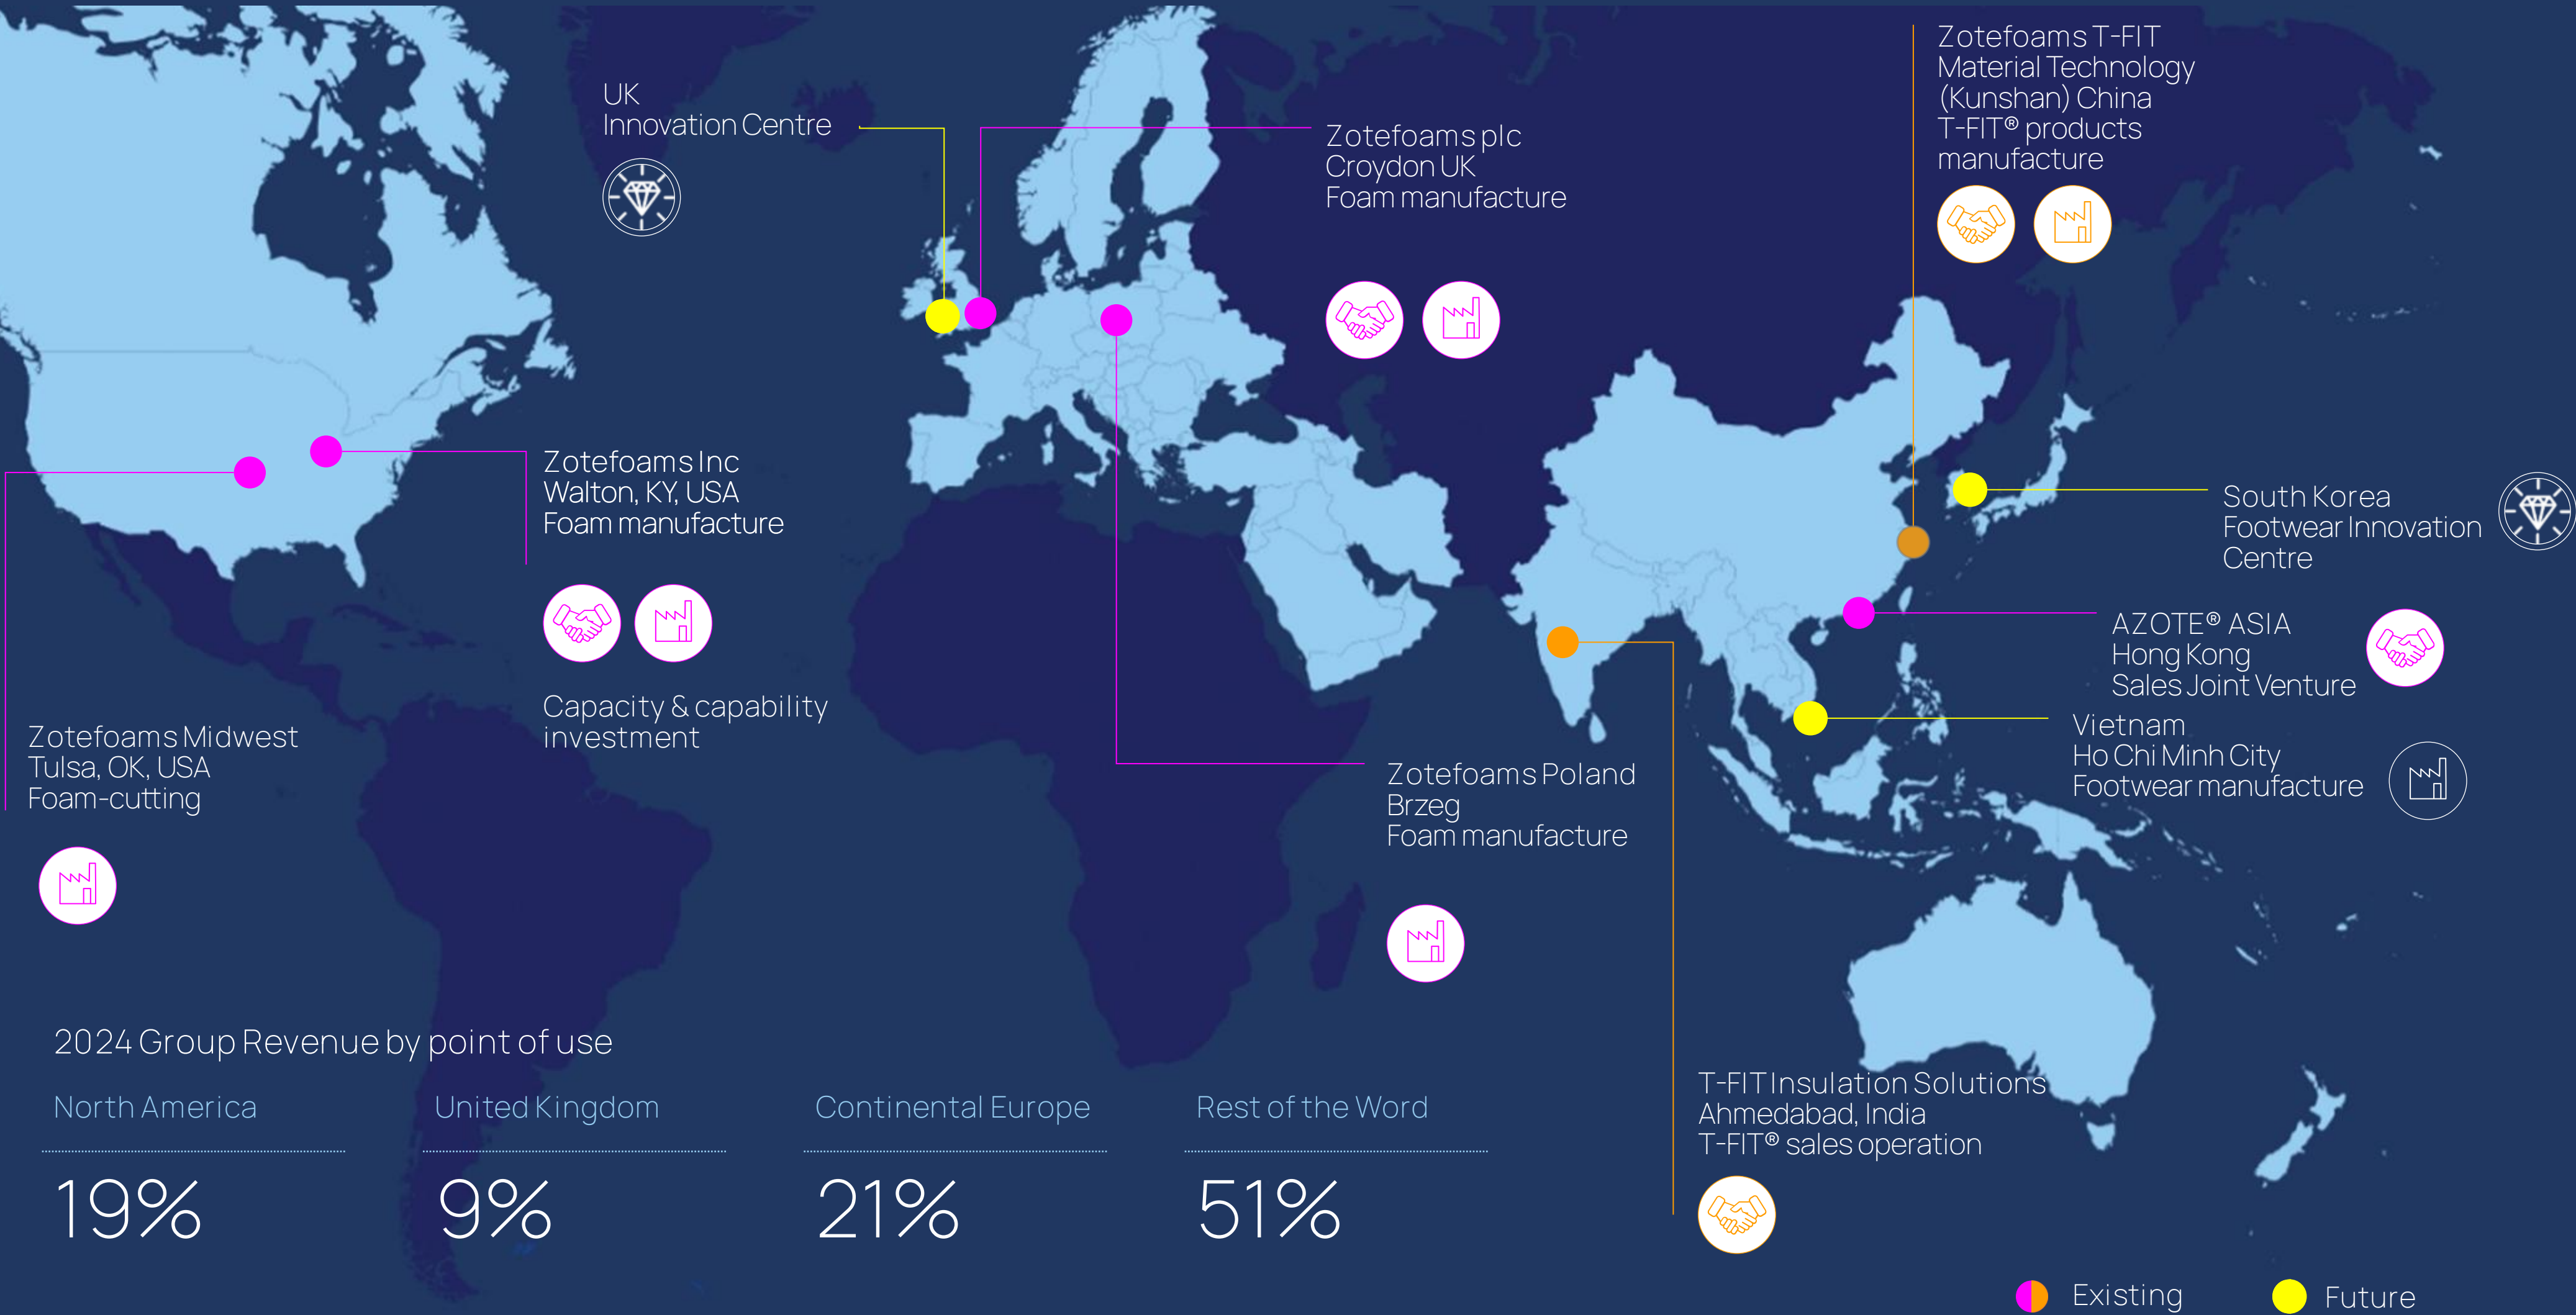 UK
Innovation Centre
Zotefoams plc
Croydon UK
Foam manufacture
Zotefoams T-FIT
Material Technology
(Kunshan) China
T-FIT® products
manufacture
Zotefoams Inc
Walton, KY, USA
Foam manufacture
Capacity & capability
investment
South Korea
Footwear Innovation
Centre
AZOTE® ASIA
Hong Kong
Sales Joint Venture
Vietnam
Ho Chi Minh City
Footwear manufacture
Zotefoams Midwest
Tulsa, OK, USA
Foam-cutting
Zotefoams Poland
Brzeg
Foam manufacture
T-FIT Insulation Solutions
Ahmedabad, India
T-FIT® sales operation
2024 Group Revenue by point of use
North America
19%
United Kingdom
9%
Continental Europe
21%
Rest of the Word
51%
Existing
Future